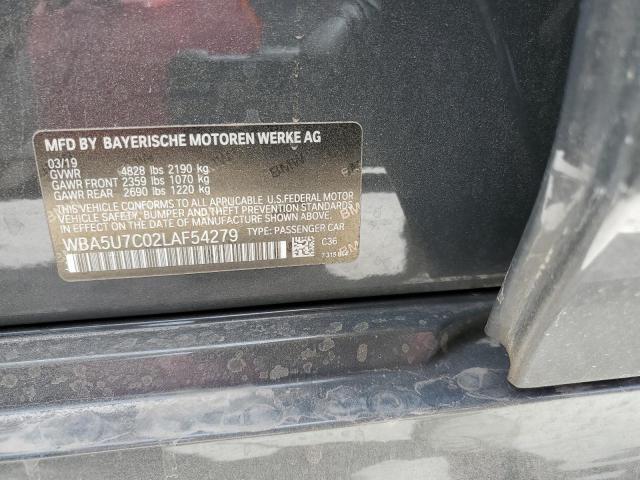 MFD BY BAYERISCHE MOTOREN WERKE AG
03/19
GVWR 4828 lbs 2190 kg
GAWR FRONT 2359 lbs 1070 kg
GAWR REAR 2690 lbs 1220 kg
THIS VEHICLE CONFORMS TO ALL APPLICABLE U.S.FEDERAL MOTOR
VEHICLE SAFETY, BUMPER AND THEFT PREVENTION STANDARDS
IN EFFECT ON THE DATE OF MANUFACTURE SHOWN ABOVE.
WBA5U7C02LAF54279 TYPE: PASSENGER CAR
C36